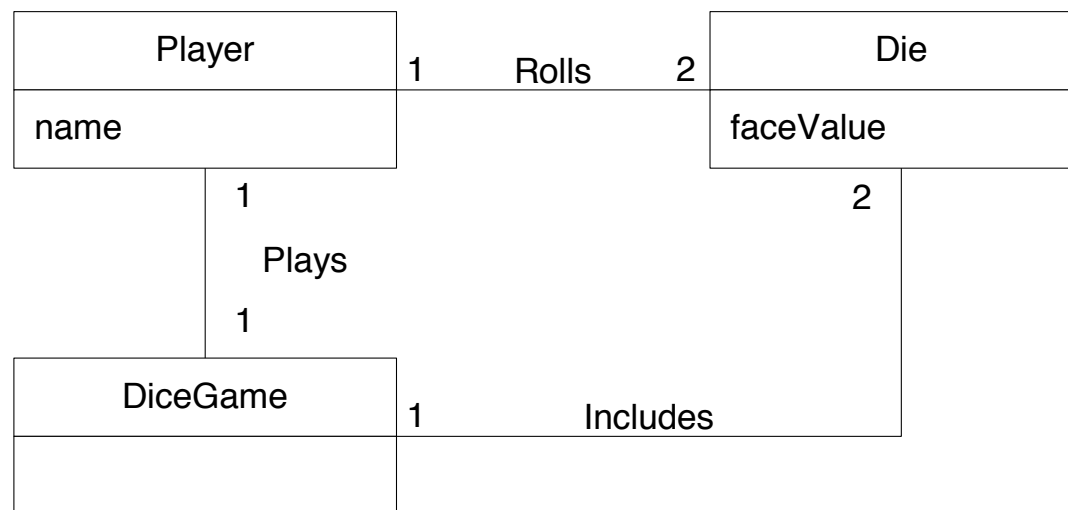 Player
Die
1 Rolls 2
name
faceValue
1
2
Plays
1
DiceGame
1 Includes